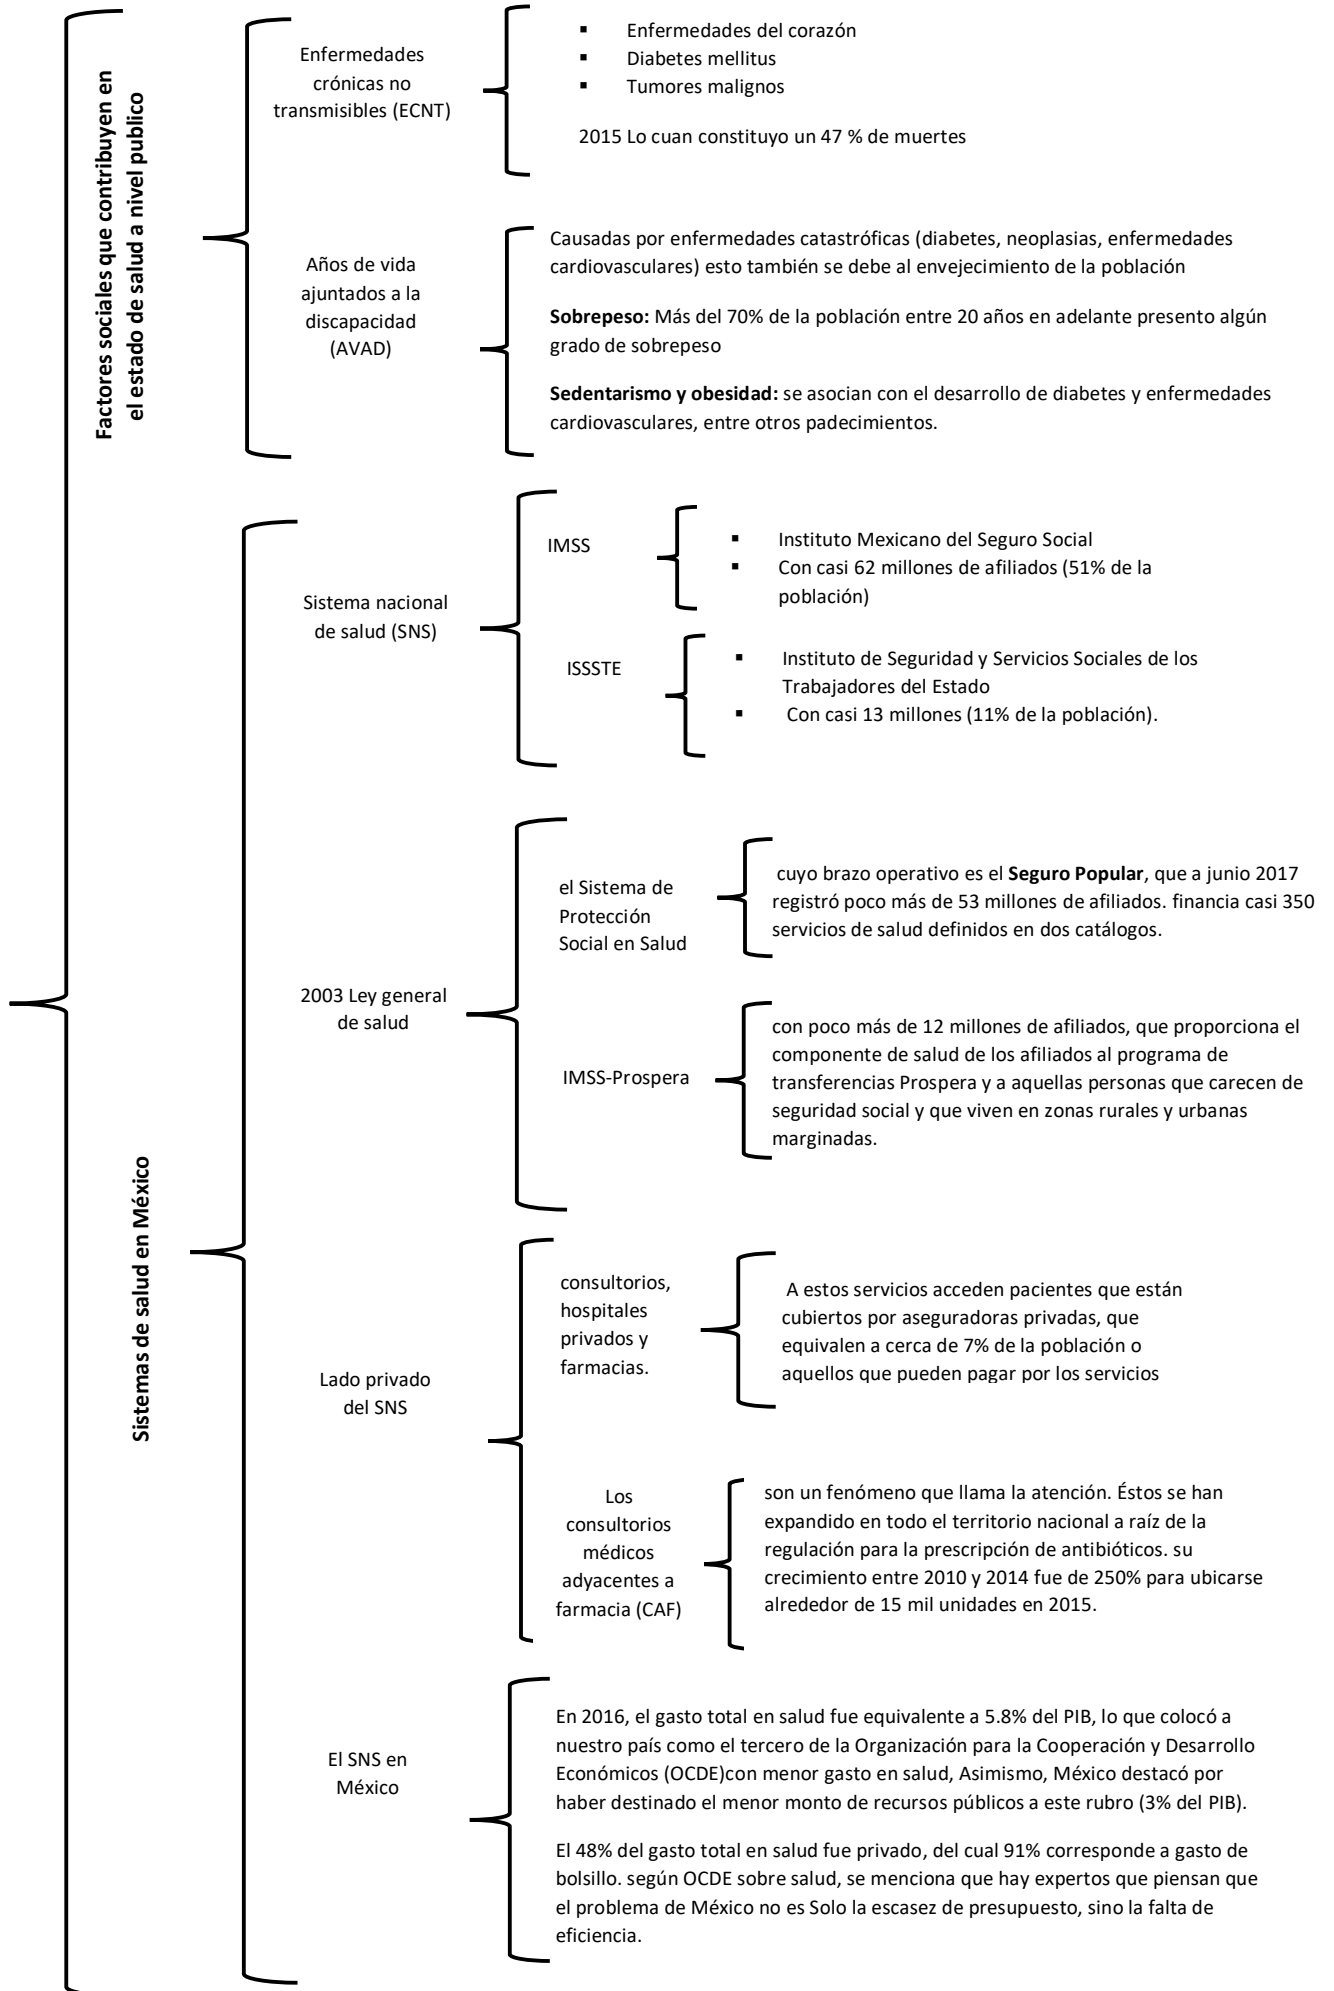 Factores sociales que contribuyen en
el estado de salud a nivel publico
Enfermedades
crónicas no
transmisibles (ECNT)
▪ Enfermedades del corazón
▪ Diabetes mellitus
▪ Tumores malignos
2015 Lo cuan constituyo un 47 % de muertes
Años de vida
ajuntados a la
discapacidad
(AVAD)
Causadas por enfermedades catastróficas (diabetes, neoplasias, enfermedades
cardiovasculares) esto también se debe al envejecimiento de la población
Sobrepeso: Más del 70% de la población entre 20 años en adelante presento algún
grado de sobrepeso
Sedentarismo y obesidad: se asocian con el desarrollo de diabetes y enfermedades
cardiovasculares, entre otros padecimientos.
Sistemas de salud en México
Sistema nacional
de salud (SNS)
IMSS
▪ Instituto Mexicano del Seguro Social
▪ Con casi 62 millones de afiliados (51% de la
población)
ISSSTE
▪ Instituto de Seguridad y Servicios Sociales de los
Trabajadores del Estado
▪ Con casi 13 millones (11% de la población).
2003 Ley general
de salud
el Sistema de
Protección
Social en Salud
cuyo brazo operativo es el Seguro Popular, que a junio 2017
registró poco más de 53 millones de afiliados. financia casi 350
servicios de salud definidos en dos catálogos.
IMSS-Prospera
con poco más de 12 millones de afiliados, que proporciona el
componente de salud de los afiliados al programa de
transferencias Prospera y a aquellas personas que carecen de
seguridad social y que viven en zonas rurales y urbanas
marginadas.
Lado privado
del SNS
consultorios,
hospitales
privados y
farmacias.
A estos servicios acceden pacientes que están
cubiertos por aseguradoras privadas, que
equivalen a cerca de 7% de la población o
aquellos que pueden pagar por los servicios
Los
consultorios
médicos
adyacentes a
farmacia (CAF)
son un fenómeno que llama la atención. Éstos se han
expandido en todo el territorio nacional a raíz de la
regulación para la prescripción de antibióticos. su
crecimiento entre 2010 y 2014 fue de 250% para ubicarse
alrededor de 15 mil unidades en 2015.
El SNS en
México
En 2016, el gasto total en salud fue equivalente a 5.8% del PIB, lo que colocó a
nuestro país como el tercero de la Organización para la Cooperación y Desarrollo
Económicos (OCDE)con menor gasto en salud, Asimismo, México destacó por
haber destinado el menor monto de recursos públicos a este rubro (3% del PIB).
El 48% del gasto total en salud fue privado, del cual 91% corresponde a gasto de
bolsillo. según OCDE sobre salud, se menciona que hay expertos que piensan que
el problema de México no es Solo la escasez de presupuesto, sino la falta de
eficiencia.